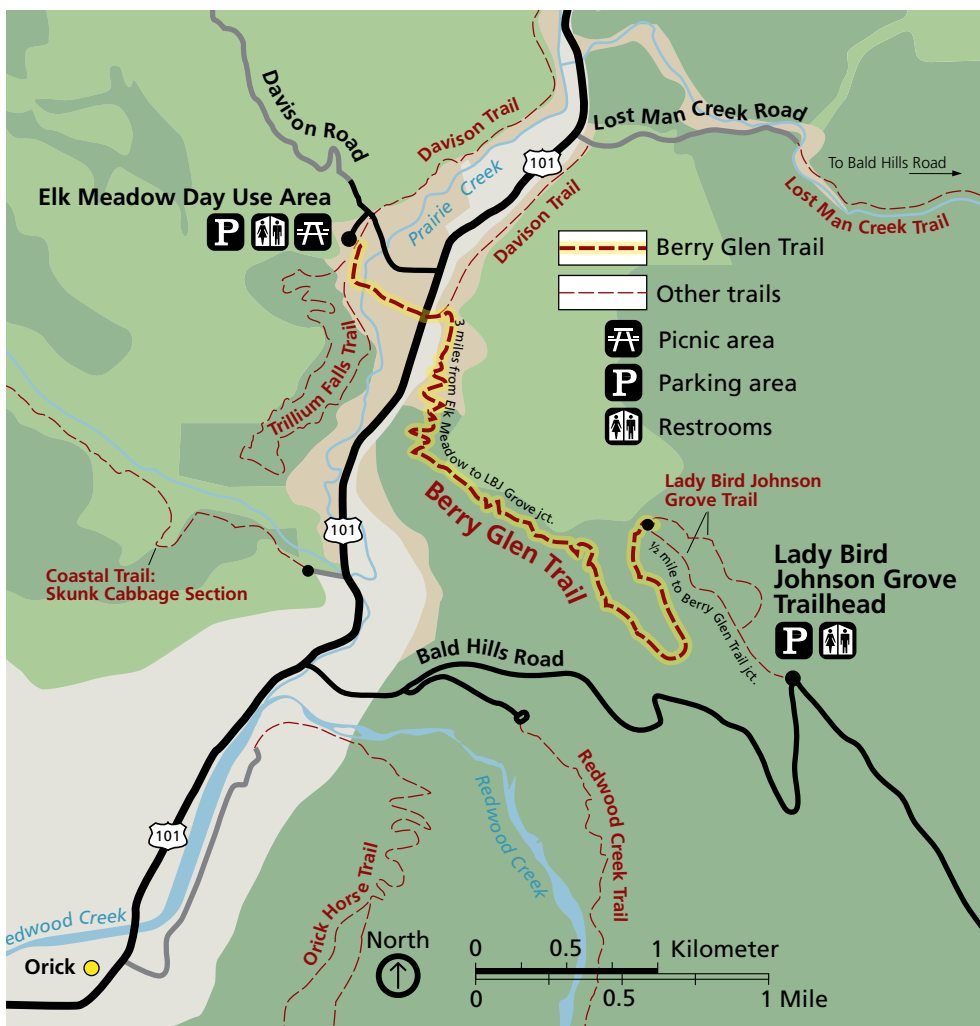 Davison Road
Davison Trail
Prairie Creek
101
Lost Man Creek Road
To Bald Hills Road
Lost Man Creek Trail
Elk Meadow Day Use Area
P
Davison Trail
Berry Glen Trail
Other trails
Picnic area
P
Parking area
Restrooms
Trillium Falls Trail
3 miles from Elk Meadow to LBJ Grove jct.
Berry Glen Trail
Lady Bird Johnson
Grove Trail
½ mile to Berry Glen Trail jct.
Lady Bird
Johnson Grove
Trailhead
P
101
Coastal Trail:
Skunk Cabbage Section
Bald Hills Road
Redwood Creek Trail
Redwood Creek
Orick Horse Trail
101
edwood Creek
Orick
North
0 0.5 1 Kilometer
0 0.5 1 Mile